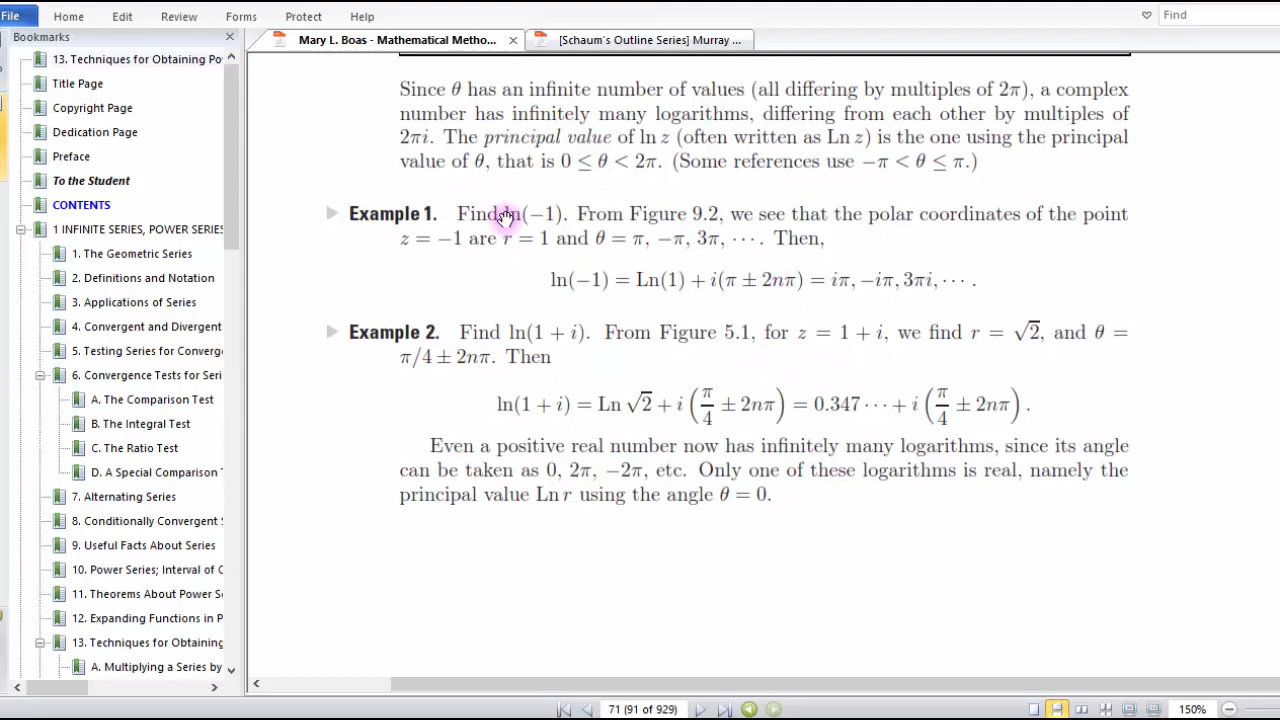 File Home Edit Review Forms Protect Help Find
Bookmarks
Mary L. Boas - Mathematical Metho... [Schaum's Outline Series] Murray ...
13. Techniques for Obtaining Po
Title Page
Copyright Page
Dedication Page
Preface
To the Student
CONTENTS
1 INFINITE SERIES, POWER SERIES
1. The Geometric Series
2. Definitions and Notation
3. Applications of Series
4. Convergent and Divergent
5. Testing Series for Converge
6. Convergence Tests for Seri
A. The Comparison Test
B. The Integral Test
C. The Ratio Test
D. A Special Comparison
7. Alternating Series
8. Conditionally Convergent
9. Useful Facts About Series
10. Power Series; Interval of C
11. Theorems About Power S
12. Expanding Functions in P
13. Techniques for Obtaining
A. Multiplying a Series by
Since θ has an infinite number of values (all differing by multiples of 2π), a complex
number has infinitely many logarithms, differing from each other by multiples of
2πi. The principal value of ln z (often written as Ln z) is the one using the principal
value of θ, that is 0 ≤ θ < 2π. (Some references use −π < θ ≤ π.)
Example 1. Find ln(−1). From Figure 9.2, we see that the polar coordinates of the point
z = −1 are r = 1 and θ = π, −π, 3π, ⋯. Then,
ln(−1) = Ln(1) + i(π ± 2nπ) = iπ, −iπ, 3πi, ⋯.
Example 2. Find ln(1 + i). From Figure 5.1, for z = 1 + i, we find r = √2, and θ =
π/4 ± 2nπ. Then
ln(1 + i) = Ln √2 + i (π/4 ± 2nπ) = 0.347 ⋯ + i (π/4 ± 2nπ).
Even a positive real number now has infinitely many logarithms, since its angle
can be taken as 0, 2π, −2π, etc. Only one of these logarithms is real, namely the
principal value Ln r using the angle θ = 0.
71 (91 of 929) 150%